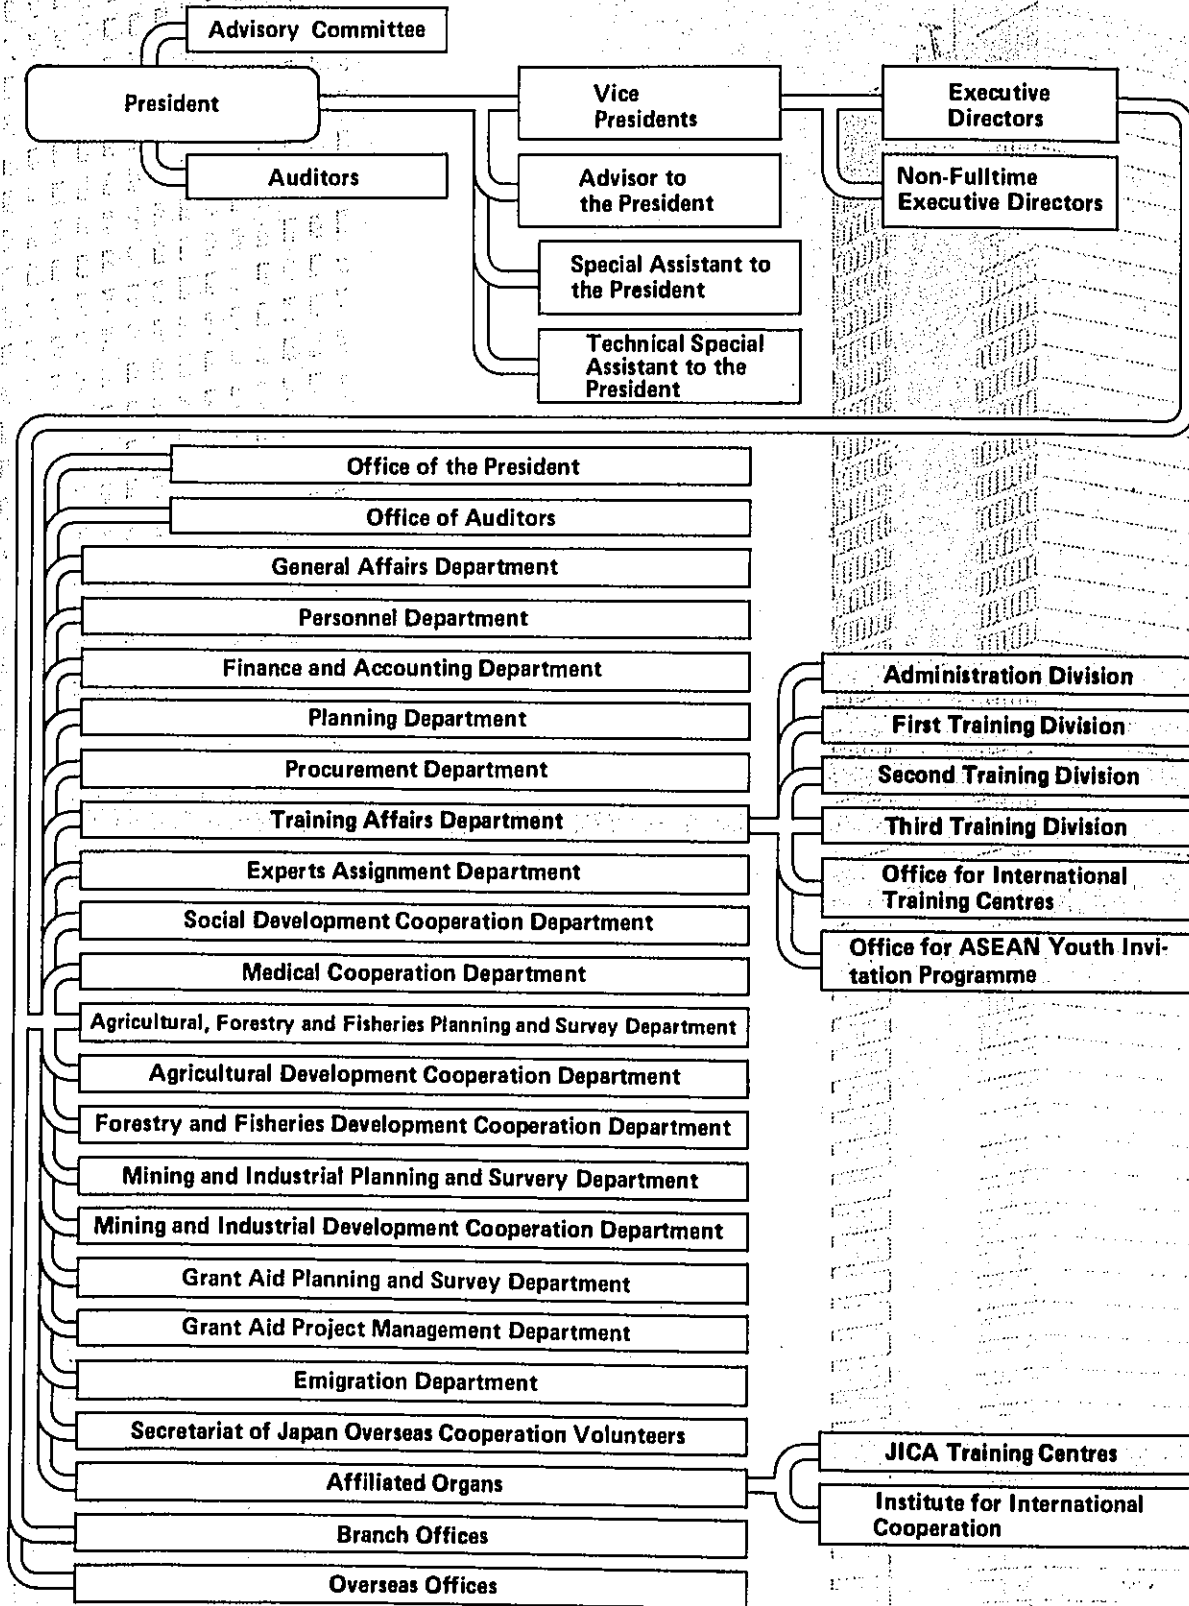 Advisory Committee
President
Vice
Presidents
Executive
Directors
Auditors
Advisor to
the President
Non-Fulltime
Executive Directors
Special Assistant to
the President
Technical Special
Assistant to the
President
Office of the President
Office of Auditors
General Affairs Department
Personnel Department
Finance and Accounting Department
Planning Department
Procurement Department
Training Affairs Department
Experts Assignment Department
Social Development Cooperation Department
Medical Cooperation Department
Agricultural, Forestry and Fisheries Planning and Survey Department
Agricultural Development Cooperation Department
Forestry and Fisheries Development Cooperation Department
Mining and Industrial Planning and Survery Department
Mining and Industrial Development Cooperation Department
Grant Aid Planning and Survey Department
Grant Aid Project Management Department
Emigration Department
Secretariat of Japan Overseas Cooperation Volunteers
Affiliated Organs
Branch Offices
Overseas Offices
Administration Division
First Training Division
Second Training Division
Third Training Division
Office for International
Training Centres
Office for ASEAN Youth Invi-
tation Programme
JICA Training Centres
Institute for International
Cooperation